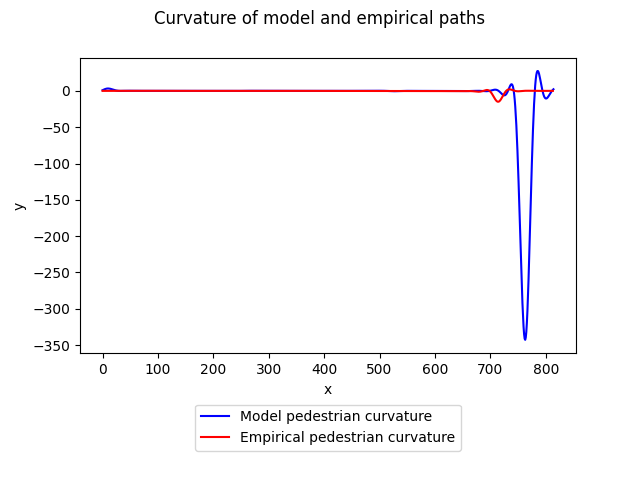 Curvature of model and empirical paths
0
−50
−100
−150
−200
−250
−300
−350
y
0 100 200 300 400 500 600 700 800
x
Model pedestrian curvature
Empirical pedestrian curvature